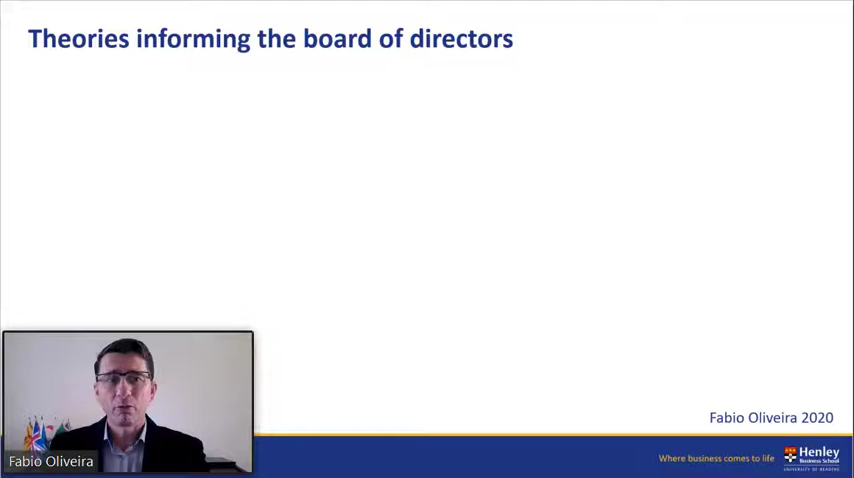 Theories informing the board of directors
Fabio Oliveira 2020
Fabio Oliveira
Where business comes to life
Henley
Business School
UNIVERSITY OF READING